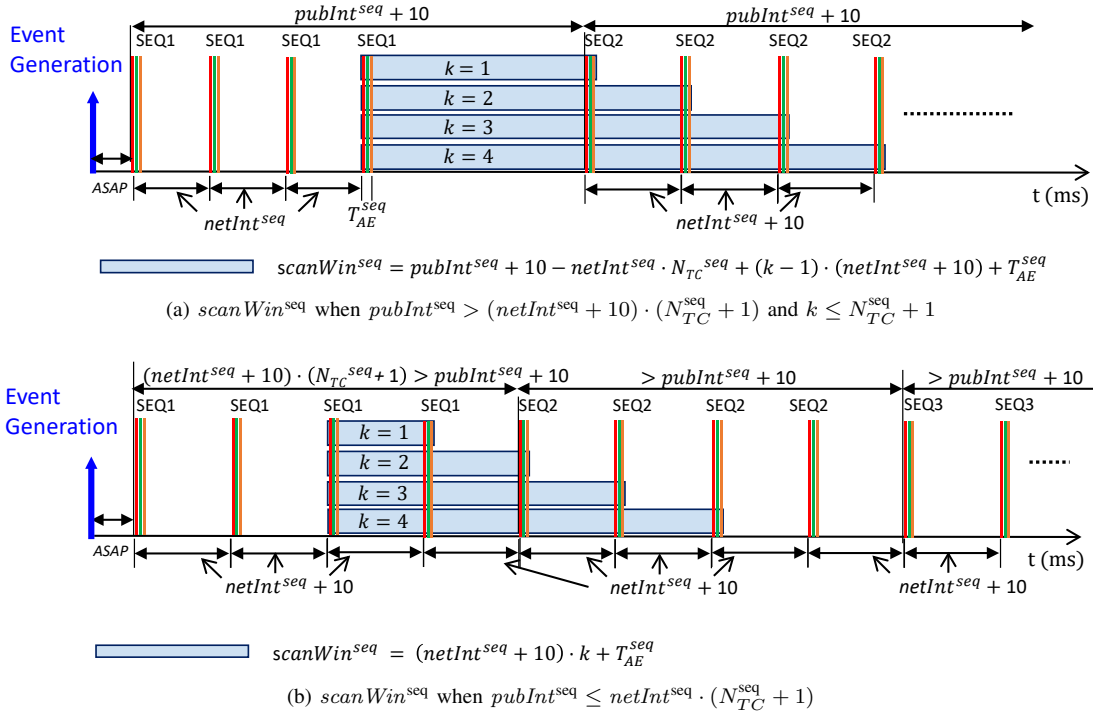 pubInt^seq + 10 pubInt^seq + 10
Event
Generation
SEQ1 SEQ1 SEQ1 SEQ1 SEQ2 SEQ2 SEQ2 SEQ2
k = 1
k = 2
k = 3
k = 4
ASAP
netInt^seq T_AE^seq netInt^seq + 10 t (ms)
scanWin^seq = pubInt^seq + 10 − netInt^seq · N_TC^seq + (k − 1) · (netInt^seq + 10) + T_AE^seq
(a) scanWin^seq when pubInt^seq > (netInt^seq + 10) · (N_TC^seq + 1) and k ≤ N_TC^seq + 1
(netInt^seq + 10) · (N_TC^seq + 1) > pubInt^seq + 10 > pubInt^seq + 10 > pubInt^seq + 10
Event
Generation
SEQ1 SEQ1 SEQ1 SEQ1 SEQ2 SEQ2 SEQ2 SEQ2 SEQ3 SEQ3
k = 1
k = 2
k = 3
k = 4
ASAP
netInt^seq + 10 netInt^seq + 10 netInt^seq + 10 t (ms)
scanWin^seq = (netInt^seq + 10) · k + T_AE^seq
(b) scanWin^seq when pubInt^seq ≤ netInt^seq · (N_TC^seq + 1)